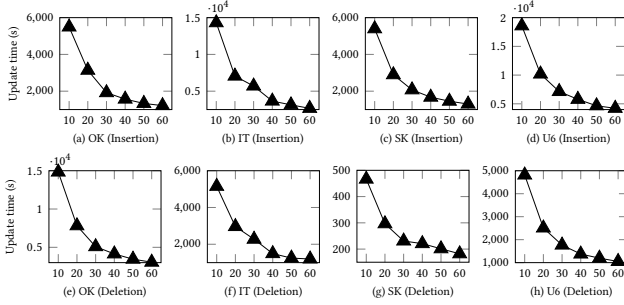 ·10⁴ ·10⁴
6,000 1.5 6,000 2
4,000 1 4,000 1.5
1
2,000 0.5 2,000 0.5
Update time (s)
10 20 30 40 50 60 10 20 30 40 50 60 10 20 30 40 50 60 10 20 30 40 50 60
(a) OK (Insertion) (b) IT (Insertion) (c) SK (Insertion) (d) U6 (Insertion)
·10⁴
1.5 6,000 500 5,000
4,000 400 4,000
1 300 3,000
2,000
0.5 2,000 200 1,000
Update time (s)
10 20 30 40 50 60 10 20 30 40 50 60 10 20 30 40 50 60 10 20 30 40 50 60
(e) OK (Deletion) (f) IT (Deletion) (g) SK (Deletion) (h) U6 (Deletion)